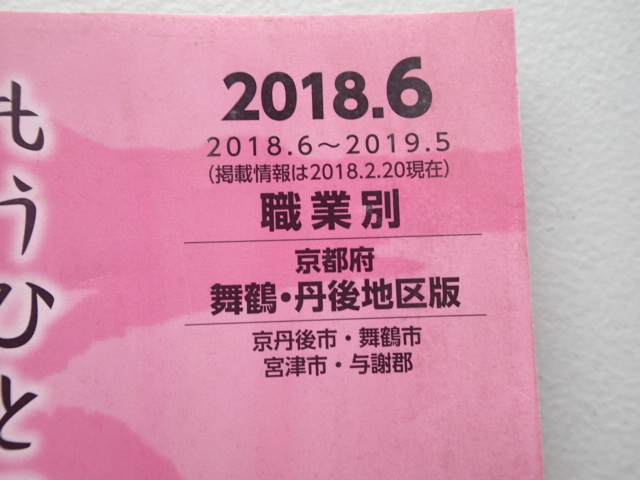 2018.6
2018.6～2019.5
(掲載情報は2018.2.20現在)
職業別
京都府
舞鶴・丹後地区版
京丹後市・舞鶴市
宮津市・与謝郡
もうひと